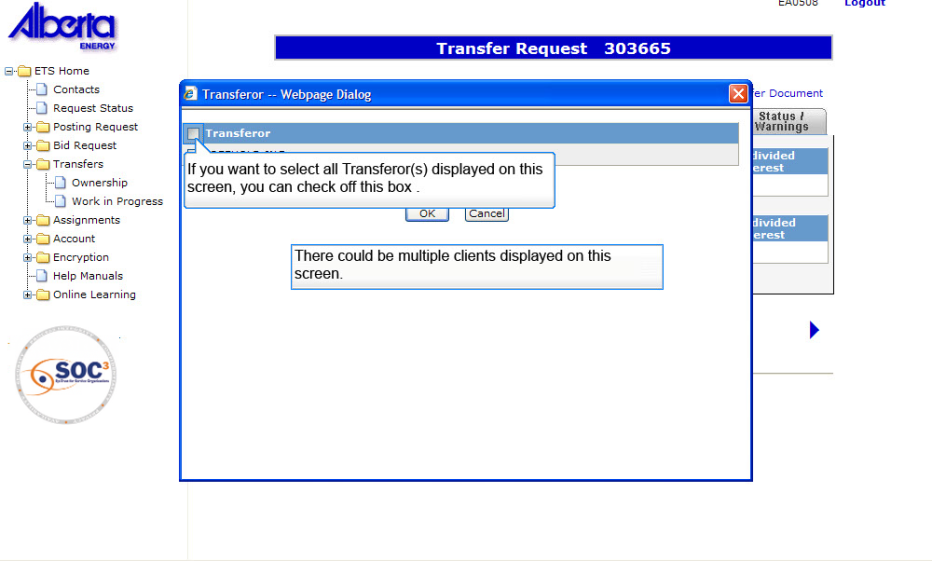 EA0508 Logout
Alberta
ENERGY
Transfer Request 303665
ETS Home
Contacts
Request Status
Posting Request
Bid Request
Transfers
Ownership
Work in Progress
Assignments
Account
Encryption
Help Manuals
Online Learning
SOC3
Transferor -- Webpage Dialog
Transferor
If you want to select all Transferor(s) displayed on this
screen, you can check off this box .
OK Cancel
There could be multiple clients displayed on this
screen.
er Document
Status /
Warnings
divided
erest
divided
erest